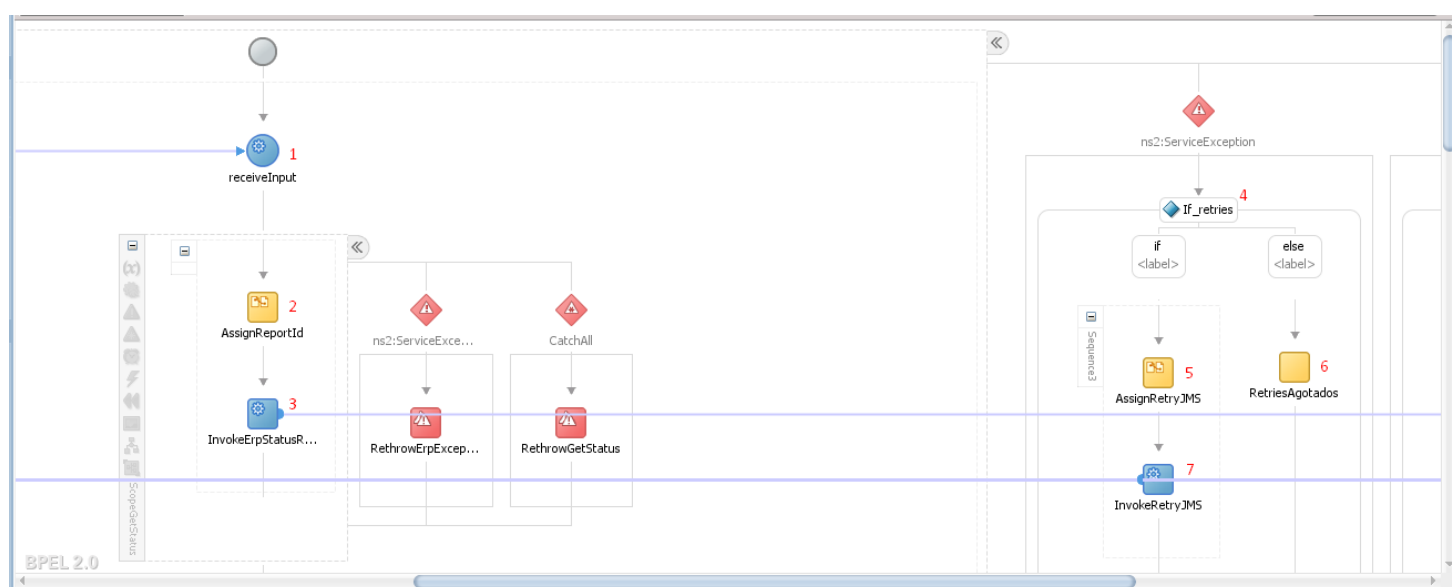 1
receiveInput
ns2:ServiceException
4
If_retries
if
<label>
else
<label>
(x)
2
AssignReportId
ns2:ServiceExce...
CatchAll
Sequence3
5
AssignRetryJMS
6
RetriesAgotados
3
InvokeErpStatusR...
RethrowErpExcep...
RethrowGetStatus
7
InvokeRetryJMS
ScopeGetStatus
BPEL 2.0